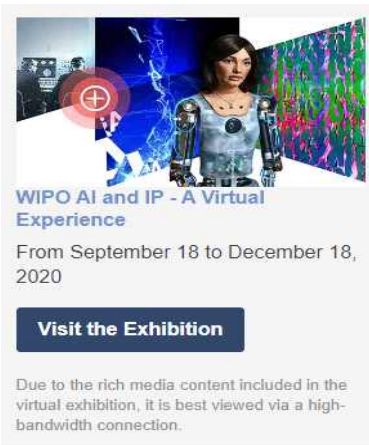 WIPO AI and IP - A Virtual
Experience
From September 18 to December 18,
2020
Visit the Exhibition
Due to the rich media content included in the
virtual exhibition, it is best viewed via a high-
bandwidth connection.